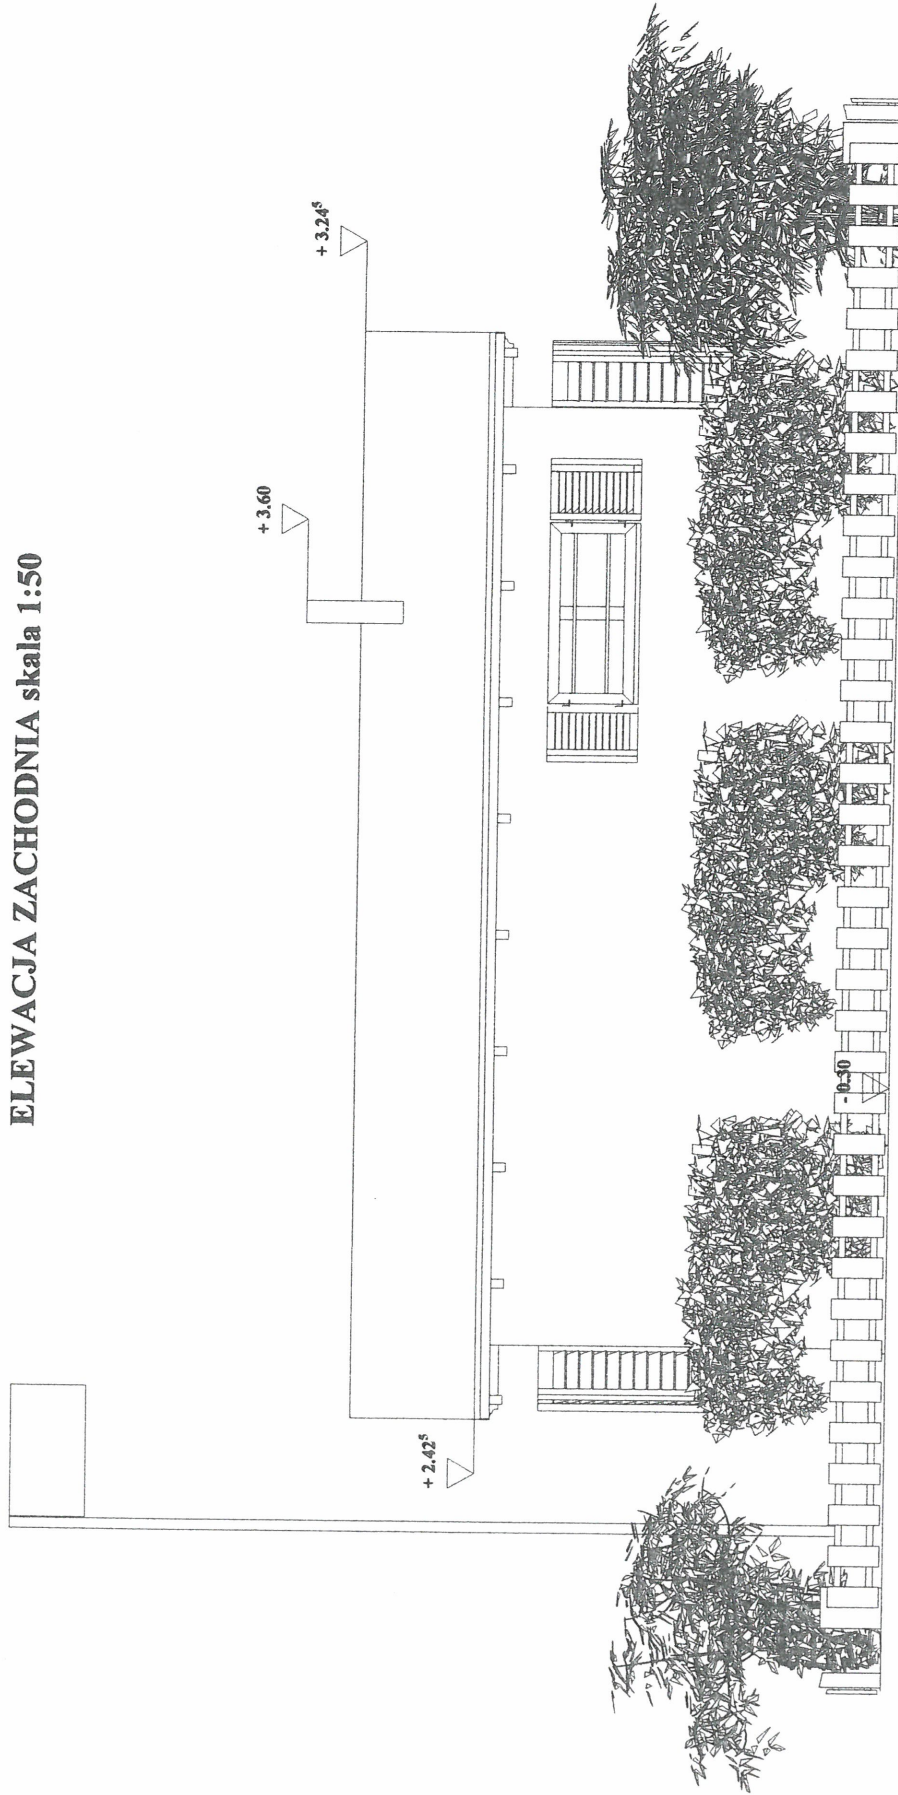 ELEWACJA ZACHODNIA skala 1:50
+ 3.60
+ 3.24⁵
+ 2.42⁵
- 0.30